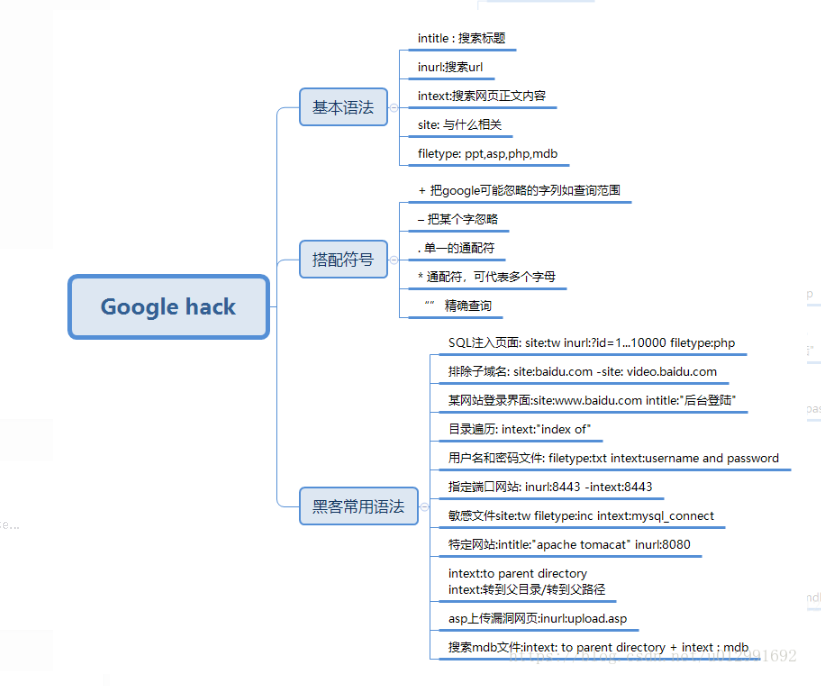 Google hack
基本语法
intitle : 搜索标题
inurl:搜索url
intext:搜索网页正文内容
site: 与什么相关
filetype: ppt,asp,php,mdb
搭配符号
+ 把google可能忽略的字列如查询范围
– 把某个字忽略
. 单一的通配符
* 通配符，可代表多个字母
“” 精确查询
黑客常用语法
SQL注入页面: site:tw inurl:?id=1...10000 filetype:php
排除子域名: site:baidu.com -site: video.baidu.com
某网站登录界面:site:www.baidu.com intitle:"后台登陆"
目录遍历: intext:"index of"
用户名和密码文件: filetype:txt intext:username and password
指定端口网站: inurl:8443 -intext:8443
敏感文件site:tw filetype:inc intext:mysql_connect
特定网站:intitle:"apache tomacat" inurl:8080
intext:to parent directory
intext:转到父目录/转到父路径
asp上传漏洞网页:inurl:upload.asp
搜索mdb文件:intext: to parent directory + intext : mdb